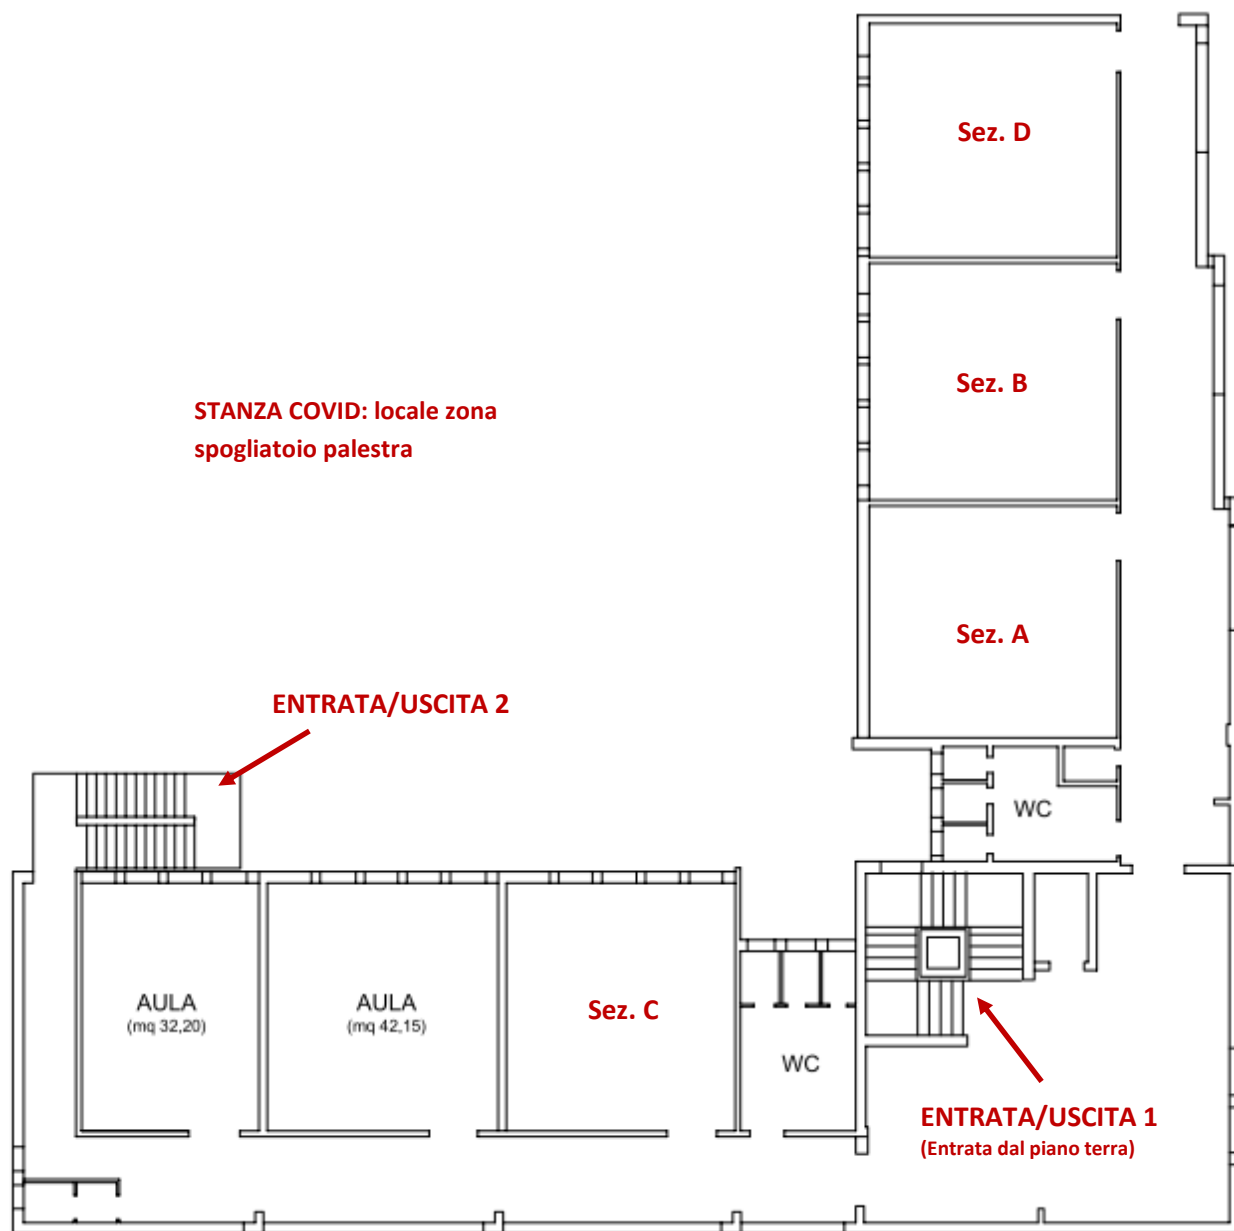 Sez. D
Sez. B
STANZA COVID: locale zona
spogliatoio palestra
Sez. A
ENTRATA/USCITA 2
WC
AULA
(mq 32,20)
AULA
(mq 42,15)
Sez. C
WC
ENTRATA/USCITA 1
(Entrata dal piano terra)